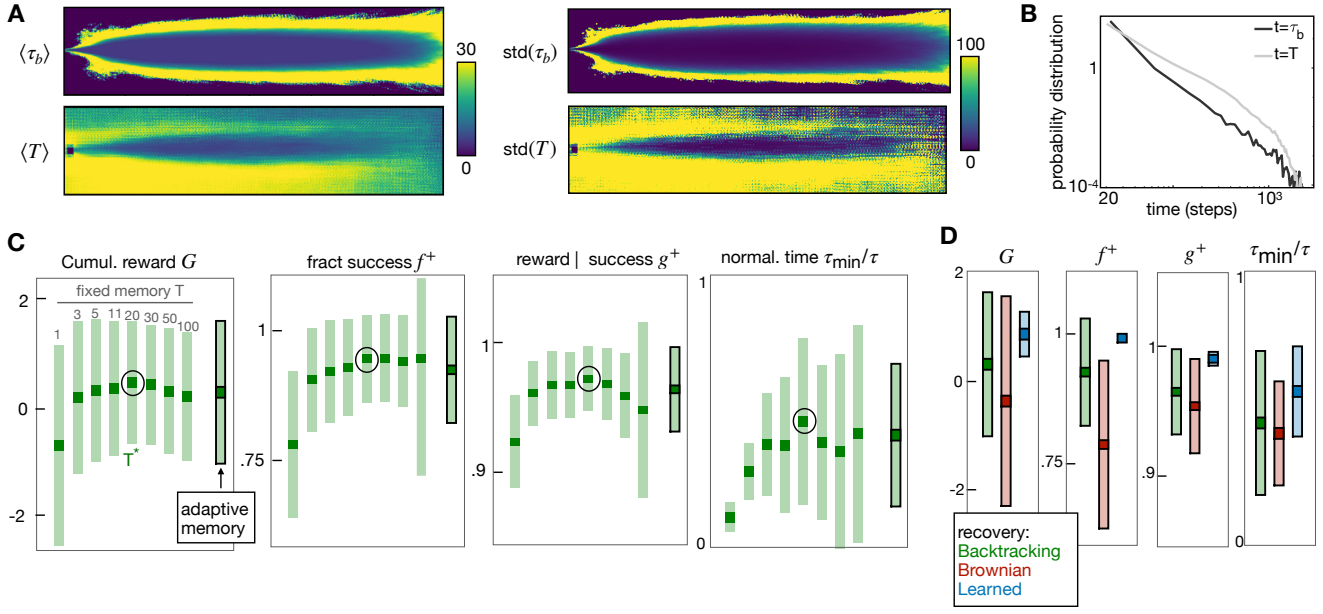 A
⟨τ_b⟩
30
0
std(τ_b)
100
0
⟨T⟩
std(T)
B
probability distribution
1
10⁻⁴
20
10³
time (steps)
t=τ_b
t=T
C
Cumul. reward G
fixed memory T
1
3
5
11
20
30
50
100
2
0
-2
T*
adaptive
memory
fract success f⁺
1
.75
reward | success g⁺
1
.9
normal. time τ_min/τ
1
0
D
G
2
0
-2
f⁺
1
.75
g⁺
1
.9
τ_min/τ
1
0
recovery:
Backtracking
Brownian
Learned